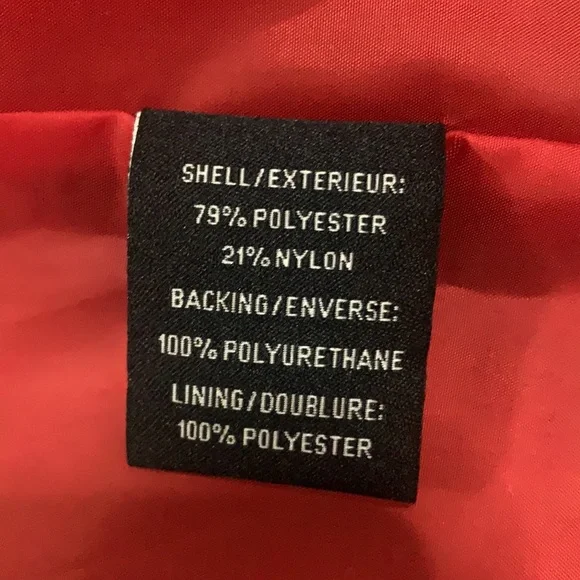 SHELL/EXTERIEUR:
79% POLYESTER
21% NYLON
BACKING/ENVERSE:
100% POLYURETHANE
LINING/DOUBLURE:
100% POLYESTER